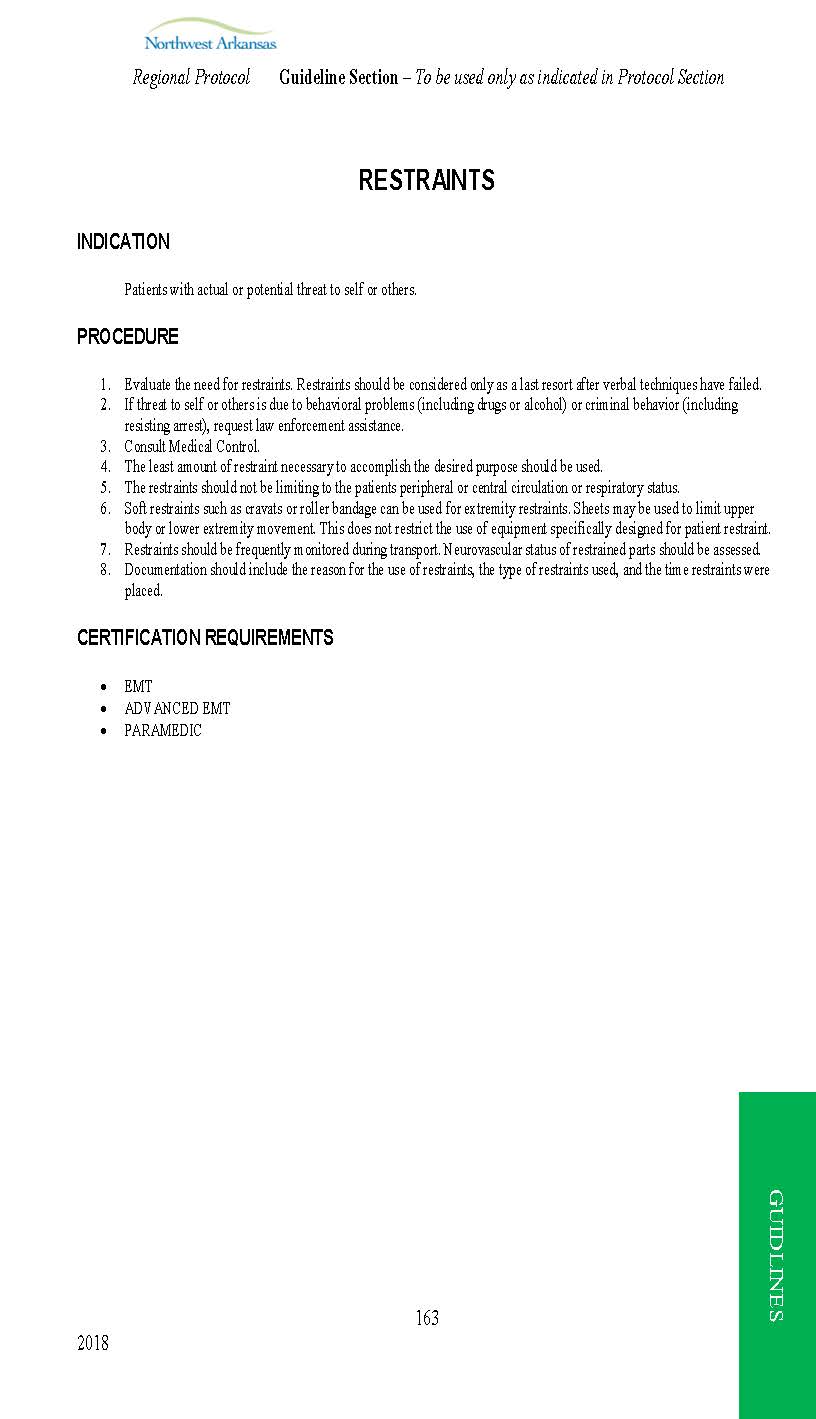 Northwest Arkansas
Regional Protocol Guideline Section – To be used only as indicated in Protocol Section
RESTRAINTS
INDICATION
Patients with actual or potential threat to self or others.
PROCEDURE
1. Evaluate the need for restraints. Restraints should be considered only as a last resort after verbal techniques have failed.
2. If threat to self or others is due to behavioral problems (including drugs or alcohol) or criminal behavior (including
resisting arrest), request law enforcement assistance.
3. Consult Medical Control.
4. The least amount of restraint necessary to accomplish the desired purpose should be used.
5. The restraints should not be limiting to the patients peripheral or central circulation or respiratory status.
6. Soft restraints such as cravats or roller bandage can be used for extremity restraints. Sheets may be used to limit upper
body or lower extremity movement. This does not restrict the use of equipment specifically designed for patient restraint.
7. Restraints should be frequently monitored during transport. Neurovascular status of restrained parts should be assessed.
8. Documentation should include the reason for the use of restraints, the type of restraints used, and the time restraints were
placed.
CERTIFICATION REQUIREMENTS
• EMT
• ADVANCED EMT
• PARAMEDIC
GUIDLINES
163
2018